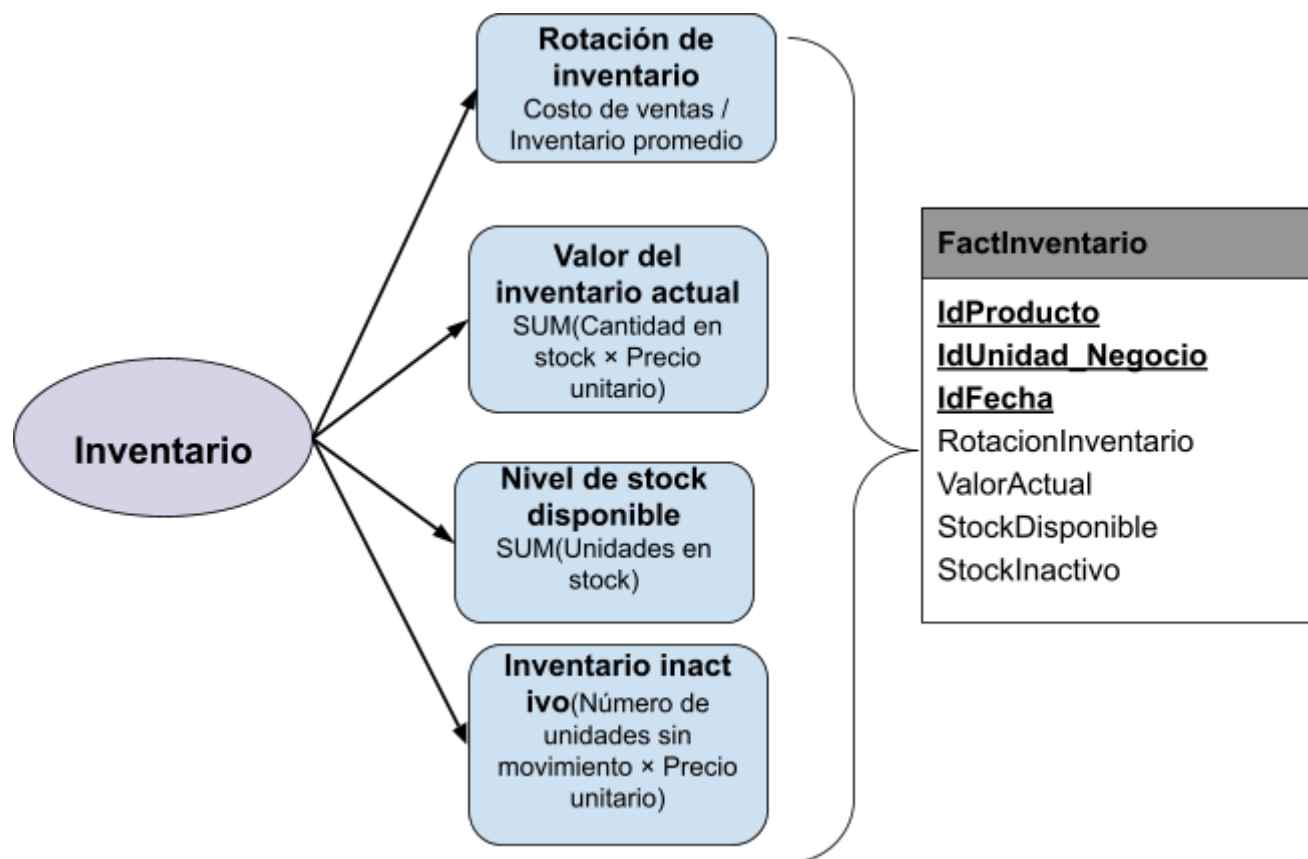 Rotación de
inventario
Costo de ventas /
Inventario promedio
Valor del
inventario actual
SUM(Cantidad en
stock × Precio
unitario)
Inventario
Nivel de stock
disponible
SUM(Unidades en
stock)
Inventario inact
ivo(Número de
unidades sin
movimiento × Precio
unitario)
FactInventario
IdProducto
IdUnidad_Negocio
IdFecha
RotacionInventario
ValorActual
StockDisponible
StockInactivo